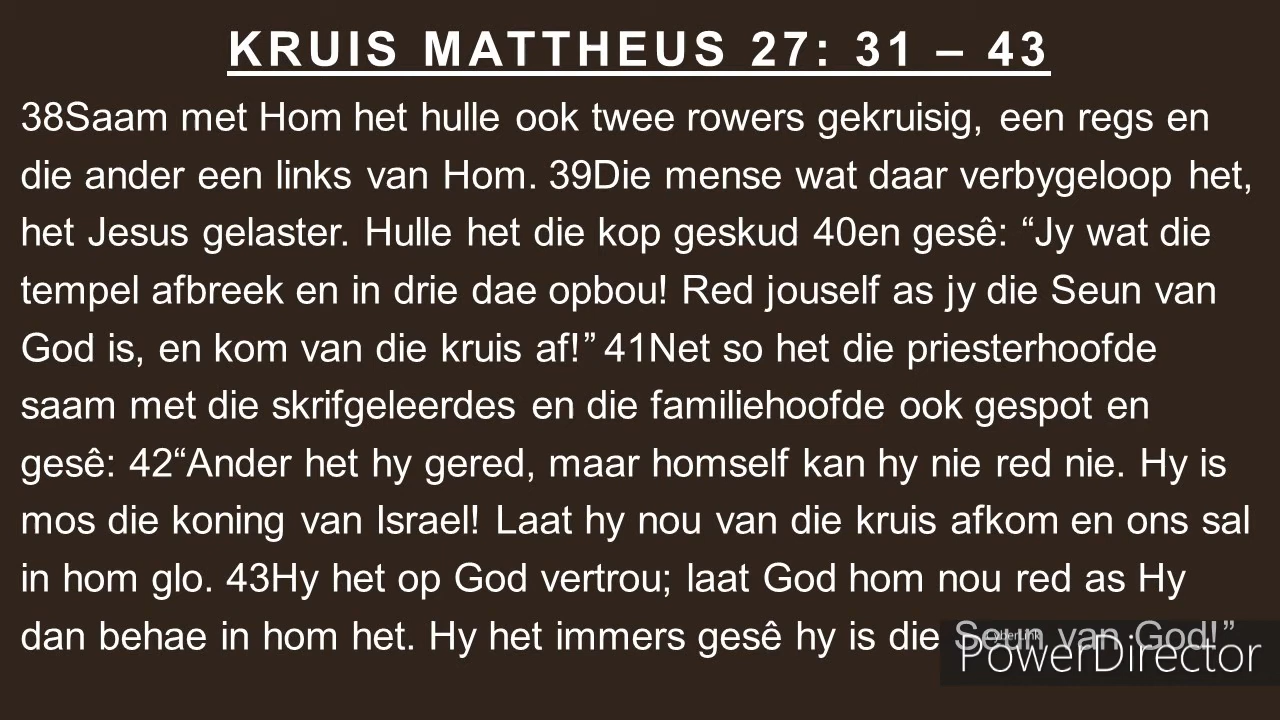 KRUIS MATTHEUS 27: 31 – 43
38Saam met Hom het hulle ook twee rowers gekruisig, een regs en
die ander een links van Hom. 39Die mense wat daar verbygeloop het,
het Jesus gelaster. Hulle het die kop geskud 40en gesê: “Jy wat die
tempel afbreek en in drie dae opbou! Red jouself as jy die Seun van
God is, en kom van die kruis af!” 41Net so het die priesterhoofde
saam met die skrifgeleerdes en die familiehoofde ook gespot en
gesê: 42“Ander het hy gered, maar homself kan hy nie red nie. Hy is
mos die koning van Israel! Laat hy nou van die kruis afkom en ons sal
in hom glo. 43Hy het op God vertrou; laat God hom nou red as Hy
dan behae in hom het. Hy het immers gesê hy is die Seun van God!”
CyberLink
PowerDirector